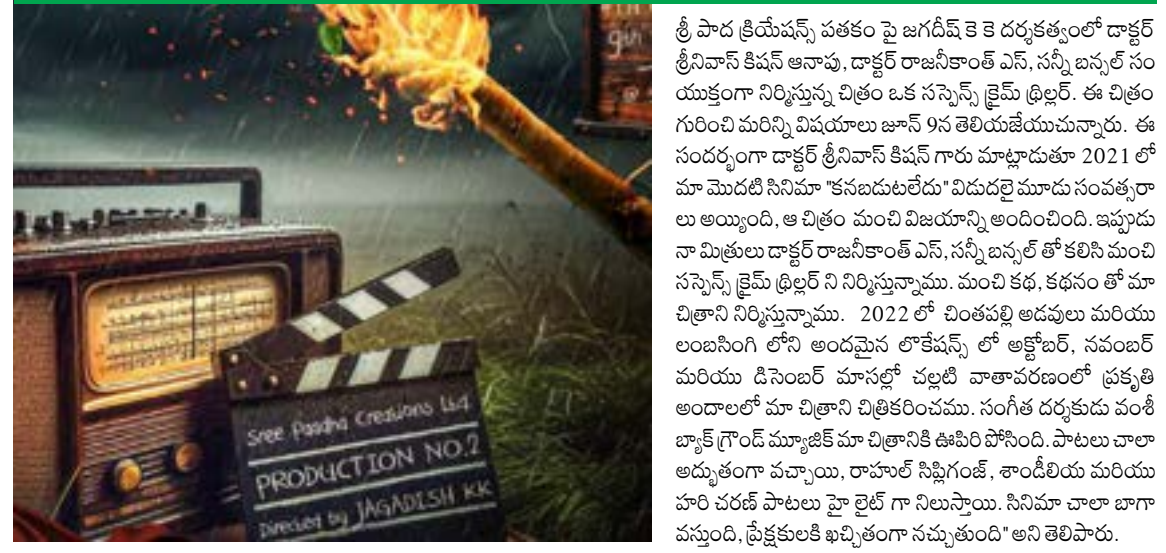 in
gin
Sree Paadha Creations Ltd
PRODUCTION NO.2
Directed by JAGADISH KK
శ్రీ పాద క్రియేషన్స్ పతకం పై జగదీష్ కె కె దర్శకత్వంలో డాక్టర్
శ్రీనివాస్ కిషన్ ఆనాపు, డాక్టర్ రాజనీకాంత్ ఎస్, సన్నీ బన్సల్ సం
యుక్తంగా నిర్మిస్తున్న చిత్రం ఒక సస్పెన్స్ క్రైమ్ థ్రిల్లర్. ఈ చిత్రం
గురించి మరిన్ని విషయాలు జూన్ 9న తెలియజేయుచున్నారు. ఈ
సందర్భంగా డాక్టర్ శ్రీనివాస్ కిషన్ గారు మాట్లాడుతూ 2021 లో
మా మొదటి సినిమా "కనబడుటలేదు" విడుదలై మూడు సంవత్సరా
లు అయ్యింది, ఆ చిత్రం మంచి విజయాన్ని అందించింది. ఇప్పుడు
నా మిత్రులు డాక్టర్ రాజనీకాంత్ ఎస్, సన్నీ బన్సల్ తో కలిసి మంచి
సస్పెన్స్ క్రైమ్ థ్రిల్లర్ ని నిర్మిస్తున్నాము. మంచి కథ, కథనం తో మా
చిత్రాని నిర్మిస్తున్నాము. 2022 లో చింతపల్లి అడవులు మరియు
లంబసింగి లోని అందమైన లొకేషన్స్ లో అక్టోబర్, నవంబర్
మరియు డిసెంబర్ మాసల్లో చల్లటి వాతావరణంలో ప్రకృతి
అందాలలో మా చిత్రాని చిత్రికరించము. సంగీత దర్శకుడు వంశీ
బ్యాక్ గ్రౌండ్ మ్యూజిక్ మా చిత్రానికి ఊపిరి పోసింది. పాటలు చాలా
అద్భుతంగా వచ్చాయి, రాహుల్ సిప్లిగంజ్, శాండిలియ మరియు
హరి చరణ్ పాటలు హై లైట్ గా నిలుస్తాయి. సినిమా చాలా బాగా
వస్తుంది, ప్రేక్షకులకి ఖచ్చితంగా నచ్చుతుంది" అని తెలిపారు.